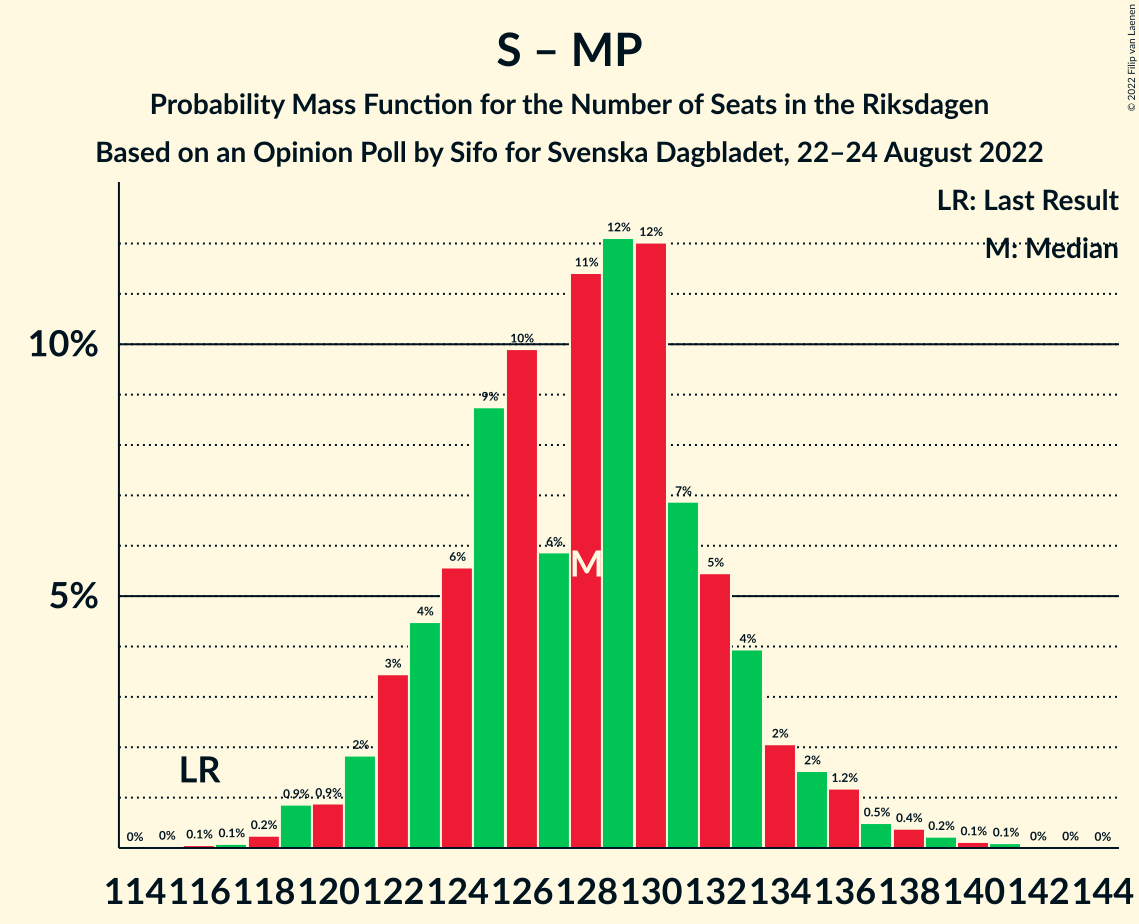 S – MP
Probability Mass Function for the Number of Seats in the Riksdagen
Based on an Opinion Poll by Sifo for Svenska Dagbladet, 22–24 August 2022
© 2022 Filip van Laenen
LR: Last Result
M: Median
10%
5%
0% 0% 0.1% 0.1% 0.2% 0.9% 0.9% 2% 3% 4% 6% 9% 10% 6% 11% 12% 12% 7% 5% 4% 2% 2% 1.2% 0.5% 0.4% 0.2% 0.1% 0.1% 0% 0% 0%
LR
M
114 116 118 120 122 124 126 128 130 132 134 136 138 140 142 144